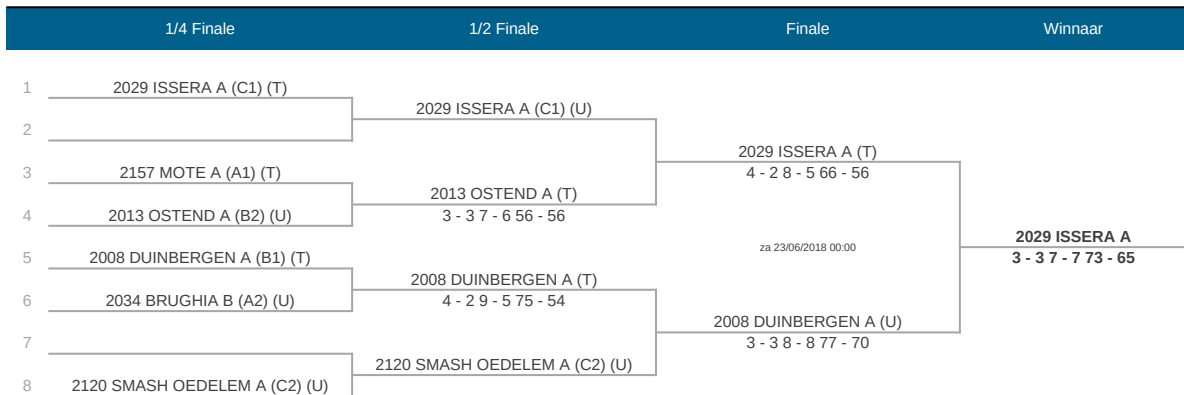 1/4 Finale 1/2 Finale Finale Winnaar
1 2029 ISSERA A (C1) (T)
2029 ISSERA A (C1) (U)
2
2029 ISSERA A (T)
3 2157 MOTE A (A1) (T) 4 - 2 8 - 5 66 - 56
2013 OSTEND A (T)
4 2013 OSTEND A (B2) (U) 3 - 3 7 - 6 56 - 56
2029 ISSERA A
za 23/06/2018 00:00
5 2008 DUINBERGEN A (B1) (T) 3 - 3 7 - 7 73 - 65
2008 DUINBERGEN A (T)
6 2034 BRUGHIA B (A2) (U) 4 - 2 9 - 5 75 - 54
2008 DUINBERGEN A (U)
7 3 - 3 8 - 8 77 - 70
2120 SMASH OEDELEM A (C2) (U)
8 2120 SMASH OEDELEM A (C2) (U)